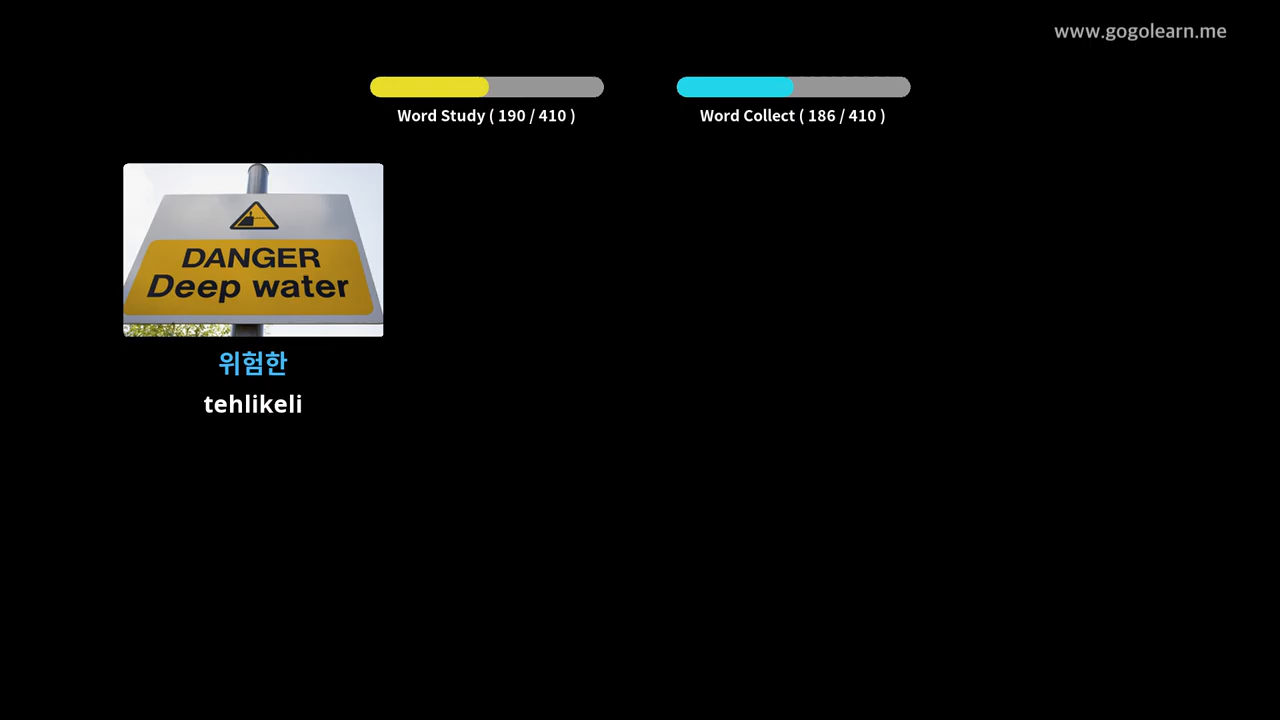 www.gogolearn.me
Word Study ( 190 / 410 )
Word Collect ( 186 / 410 )
DANGER
Deep water
위험한
tehlikeli